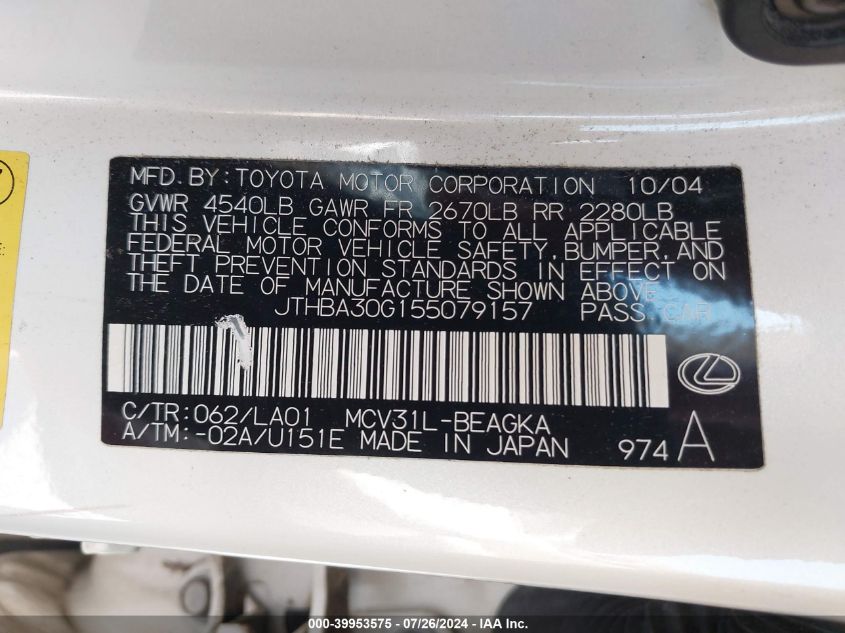 MFD.BY:TOYOTA MOTOR CORPORATION 10/04
GVWR 4540LB GAWR FR 2670LB RR 2280LB
THIS VEHICLE CONFORMS TO ALL APPLICABLE
FEDERAL MOTOR VEHICLE SAFETY,BUMPER,AND
THEFT PREVENTION STANDARDS IN EFFECT ON
THE DATE OF MANUFACTURE SHOWN ABOVE
JTHBA30G155079157 PASS.CAR
C/TR:062/LA01 MCV31L-BEAGKA
A/TM:-02A/U151E MADE IN JAPAN 974A
000-39953575 - 07/26/2024 - IAAI.com